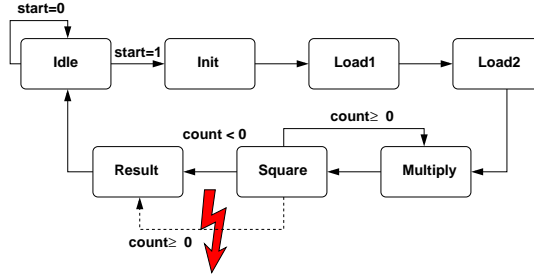 start=0
Idle
start=1
Init
Load1
Load2
count≥ 0
count < 0
Result
Square
Multiply
count≥ 0